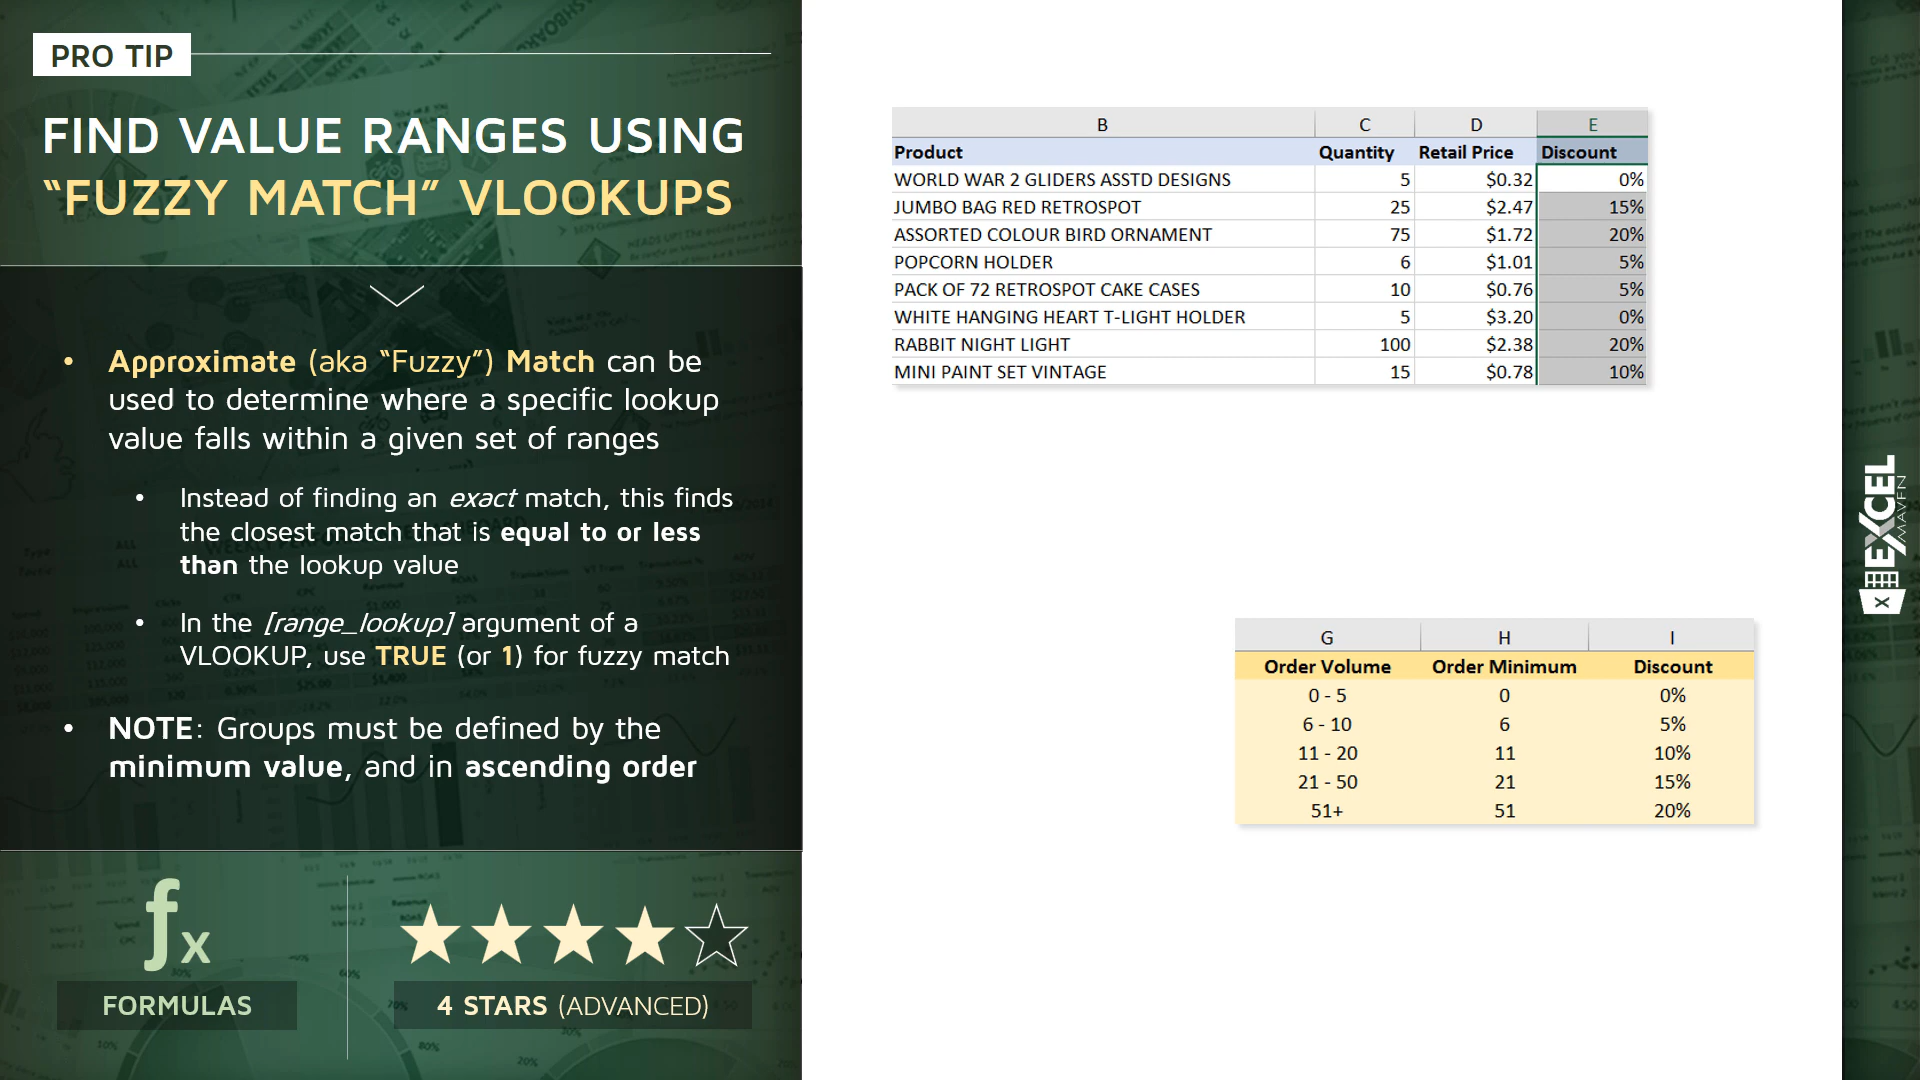 PRO TIP
FIND VALUE RANGES USING
“FUZZY MATCH” VLOOKUPS
• Approximate (aka “Fuzzy”) Match can be
used to determine where a specific lookup
value falls within a given set of ranges
• Instead of finding an exact match, this finds
the closest match that is equal to or less
than the lookup value
• In the [range_lookup] argument of a
VLOOKUP, use TRUE (or 1) for fuzzy match
• NOTE: Groups must be defined by the
minimum value, and in ascending order
fx
FORMULAS
4 STARS (ADVANCED)
B C D E
Product Quantity Retail Price Discount
WORLD WAR 2 GLIDERS ASSTD DESIGNS 5 $0.32 0%
JUMBO BAG RED RETROSPOT 25 $2.47 15%
ASSORTED COLOUR BIRD ORNAMENT 75 $1.72 20%
POPCORN HOLDER 6 $1.01 5%
PACK OF 72 RETROSPOT CAKE CASES 10 $0.76 5%
WHITE HANGING HEART T-LIGHT HOLDER 5 $3.20 0%
RABBIT NIGHT LIGHT 100 $2.38 20%
MINI PAINT SET VINTAGE 15 $0.78 10%
G H I
Order Volume Order Minimum Discount
0 - 5 0 0%
6 - 10 6 5%
11 - 20 11 10%
21 - 50 21 15%
51+ 51 20%
X EXCEL
MAVEN